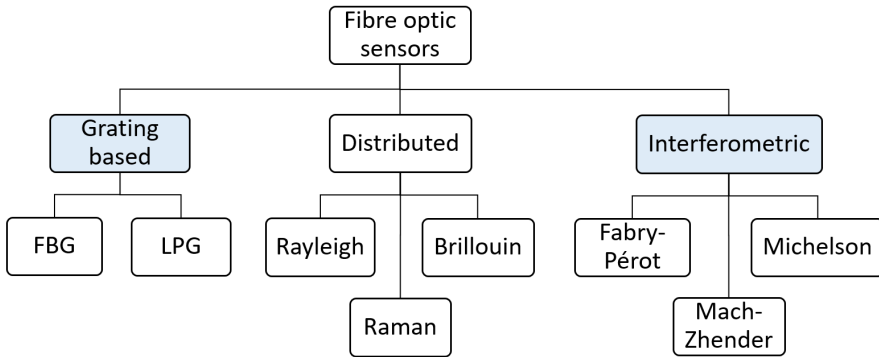 Fibre optic
sensors
Grating
based
Distributed
Interferometric
FBG
LPG
Rayleigh
Brillouin
Fabry-
Pérot
Michelson
Raman
Mach-
Zhender